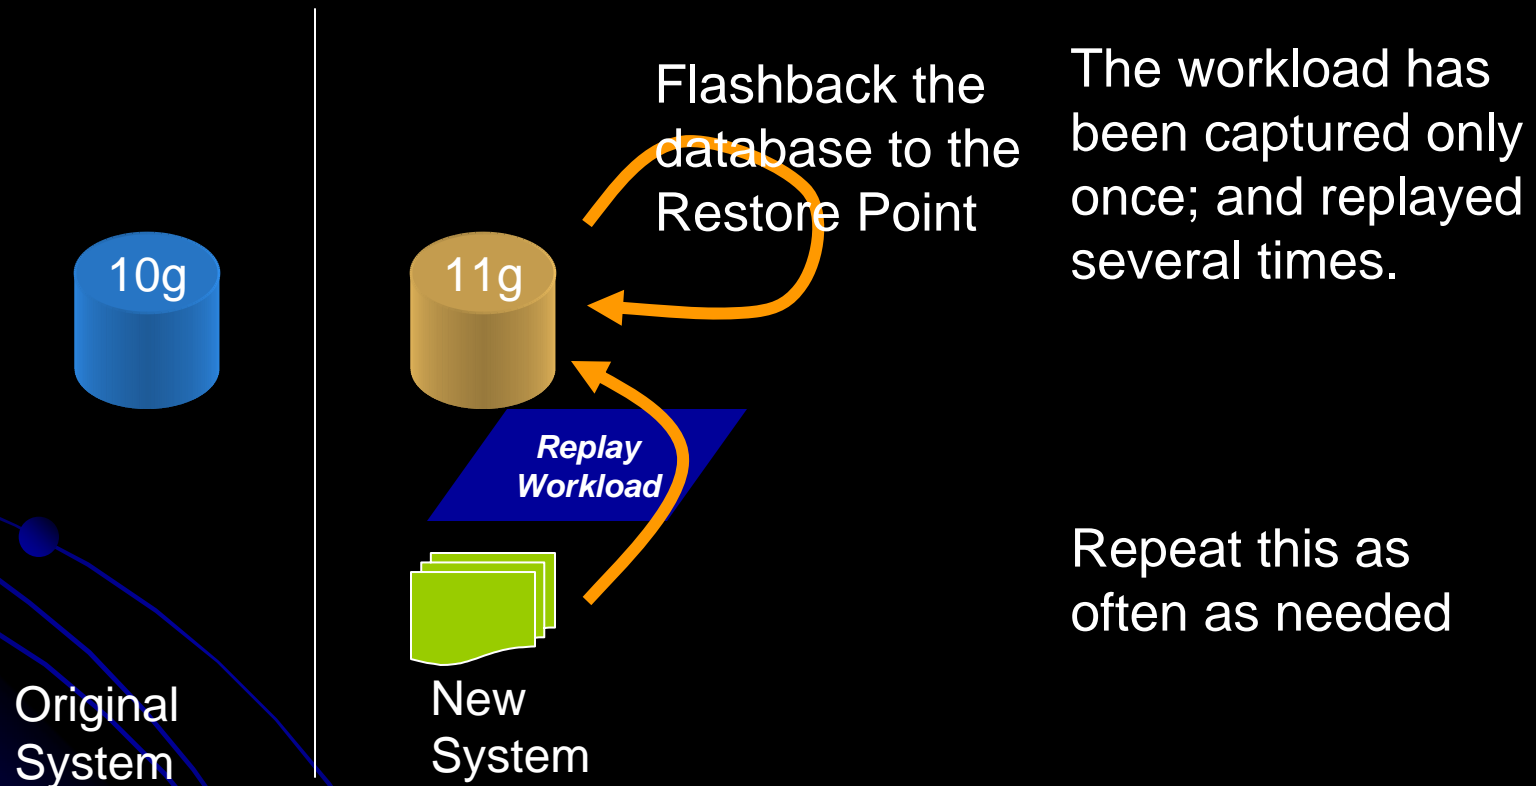 10g
Original
System
11g
Flashback the
database to the
Restore Point
Replay
Workload
New
System
The workload has
been captured only
once; and replayed
several times.
Repeat this as
often as needed